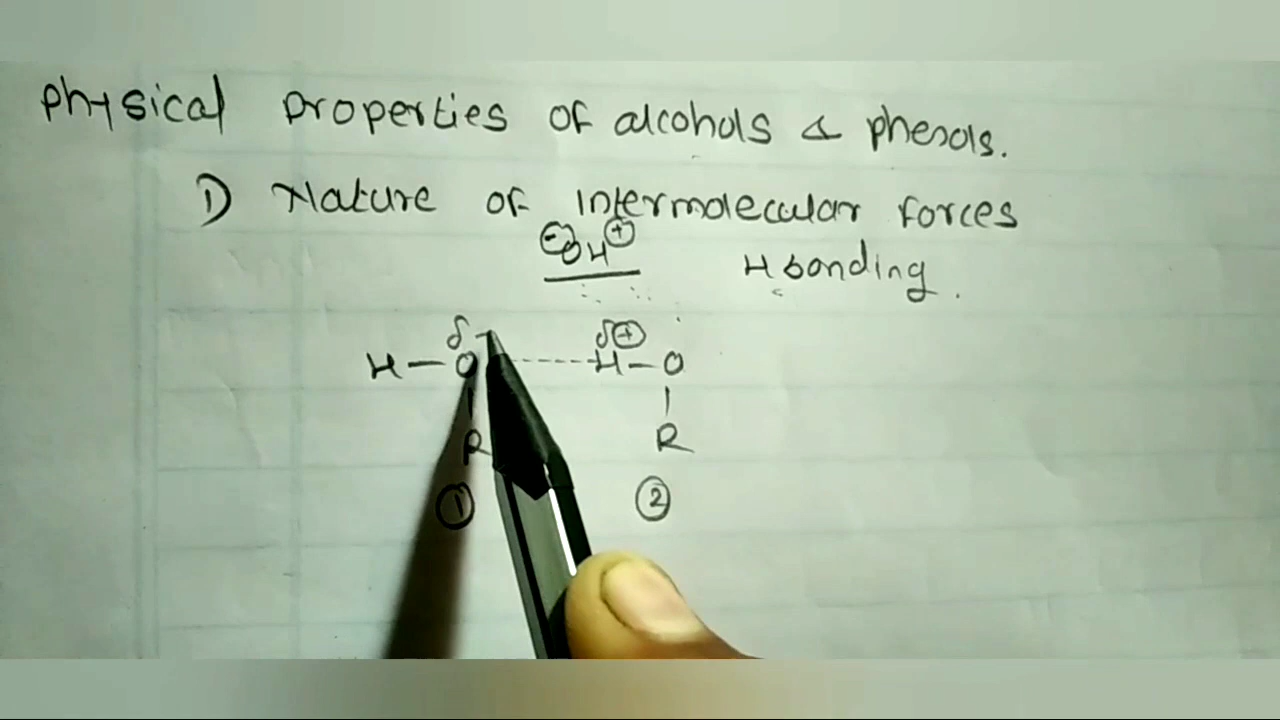 Physical properties of alcohols & phenols.
1) Nature of Intermolecular forces
⊖OH⊕
H bonding.
δ- δ⊕
H-O-----H-O
| |
R R
① ②